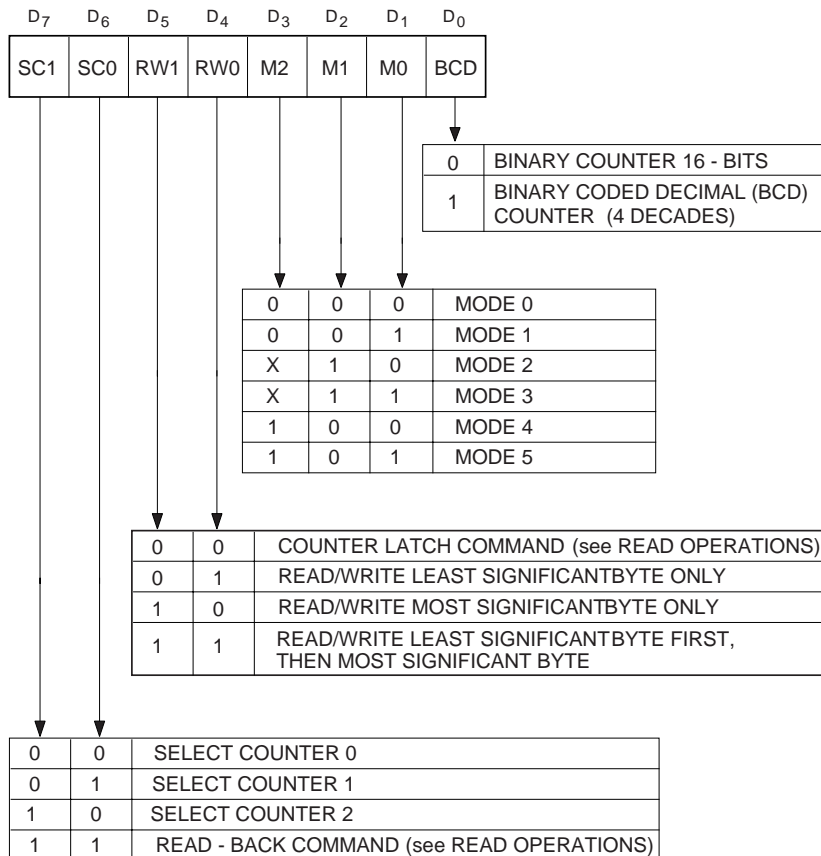 D7 D6 D5 D4 D3 D2 D1 D0
SC1 SC0 RW1 RW0 M2 M1 M0 BCD
0 BINARY COUNTER 16 - BITS
1 BINARY CODED DECIMAL (BCD)
COUNTER (4 DECADES)
0 0 0 MODE 0
0 0 1 MODE 1
X 1 0 MODE 2
X 1 1 MODE 3
1 0 0 MODE 4
1 0 1 MODE 5
0 0 COUNTER LATCH COMMAND (see READ OPERATIONS)
0 1 READ/WRITE LEAST SIGNIFICANTBYTE ONLY
1 0 READ/WRITE MOST SIGNIFICANTBYTE ONLY
1 1 READ/WRITE LEAST SIGNIFICANTBYTE FIRST,
THEN MOST SIGNIFICANT BYTE
0 0 SELECT COUNTER 0
0 1 SELECT COUNTER 1
1 0 SELECT COUNTER 2
1 1 READ - BACK COMMAND (see READ OPERATIONS)